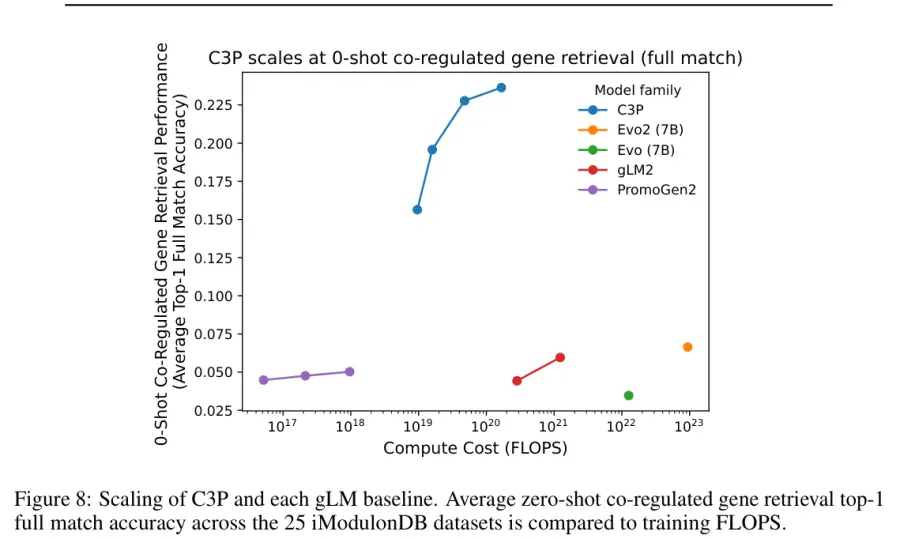 C3P scales at 0-shot co-regulated gene retrieval (full match)
0-Shot Co-Regulated Gene Retrieval Performance
(Average Top-1 Full Match Accuracy)
0.225
0.200
0.175
0.150
0.125
0.100
0.075
0.050
0.025
Model family
C3P
Evo2 (7B)
Evo (7B)
gLM2
PromoGen2
10^17 10^18 10^19 10^20 10^21 10^22 10^23
Compute Cost (FLOPS)
Figure 8: Scaling of C3P and each gLM baseline. Average zero-shot co-regulated gene retrieval top-1
full match accuracy across the 25 iModulonDB datasets is compared to training FLOPS.